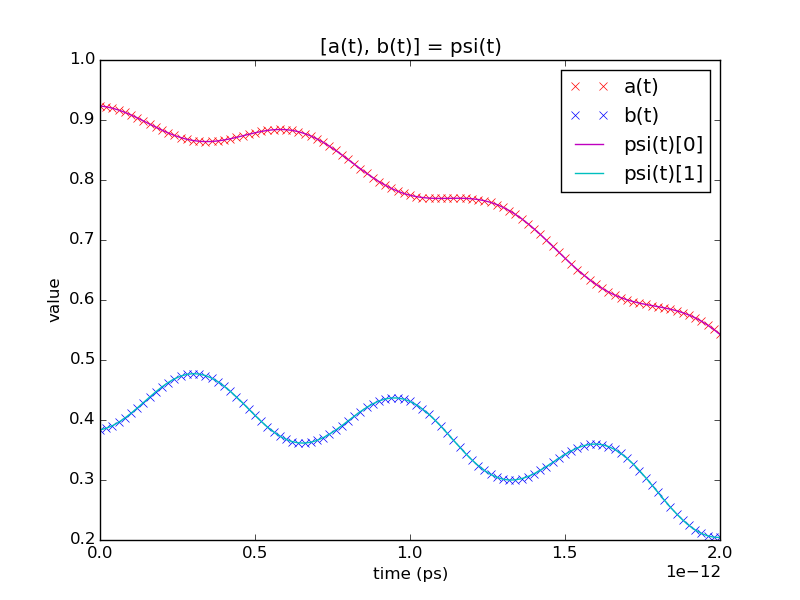 [a(t), b(t)] = psi(t)
a(t)
b(t)
psi(t)[0]
psi(t)[1]
value
1.0
0.9
0.8
0.7
0.6
0.5
0.4
0.3
0.2
0.0 0.5 1.0 1.5 2.0
time (ps)
1e−12